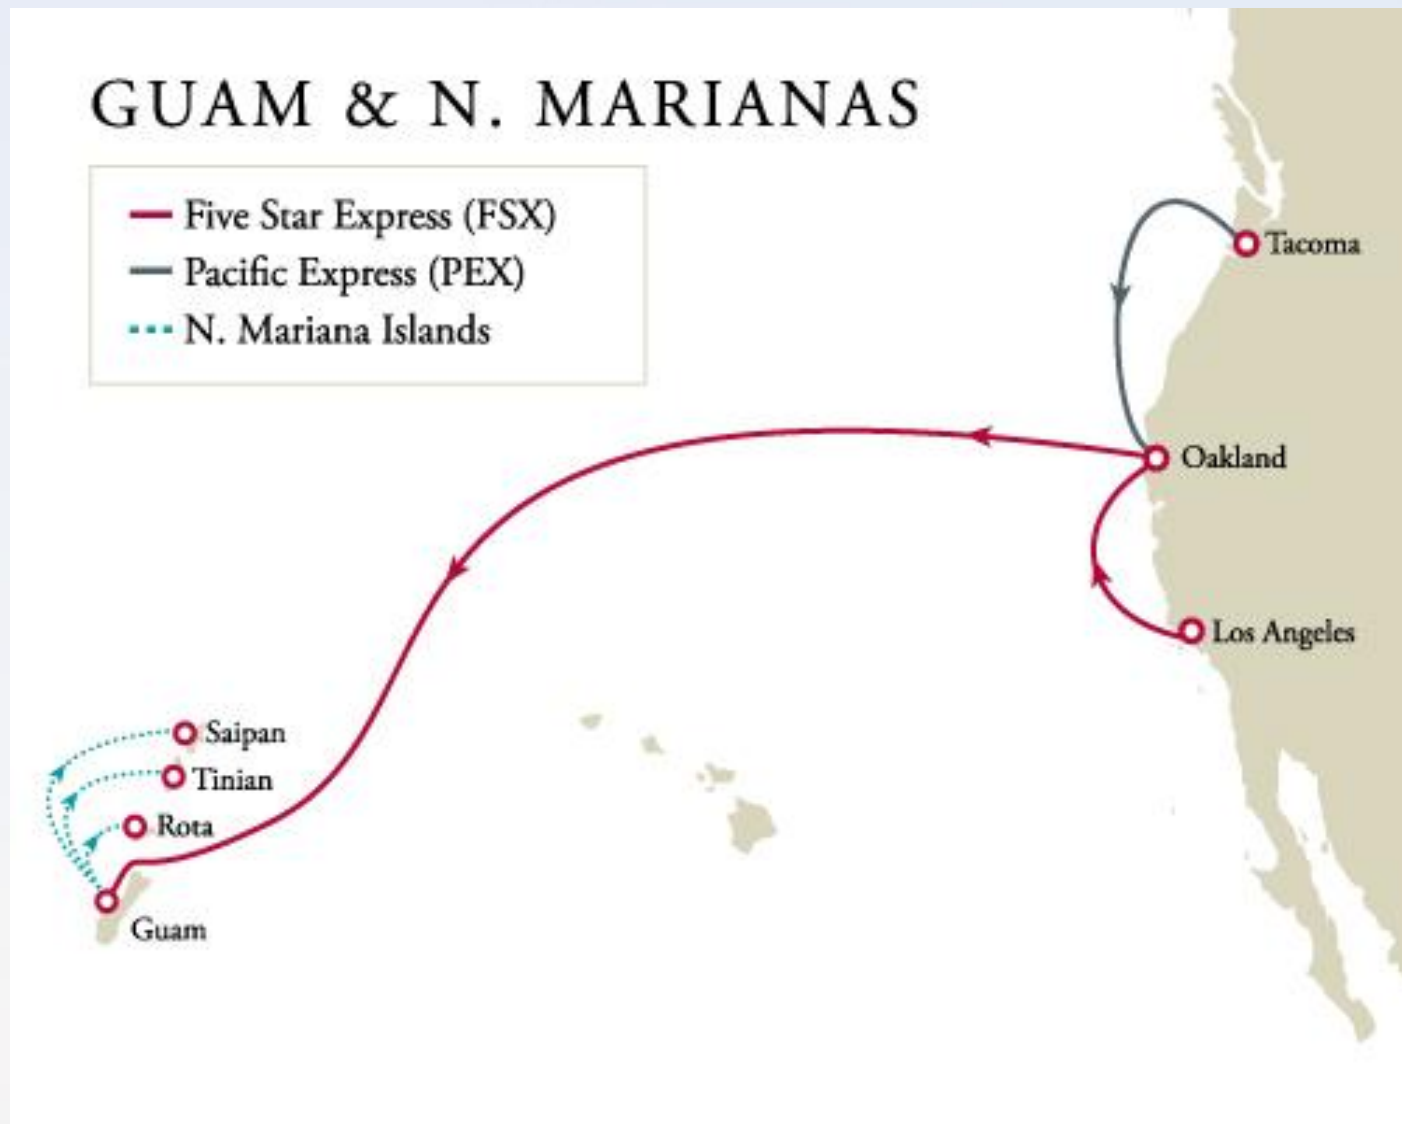 GUAM & N. MARIANAS
Five Star Express (FSX)
Pacific Express (PEX)
N. Mariana Islands
Tacoma
Oakland
Los Angeles
Saipan
Tinian
Rota
Guam